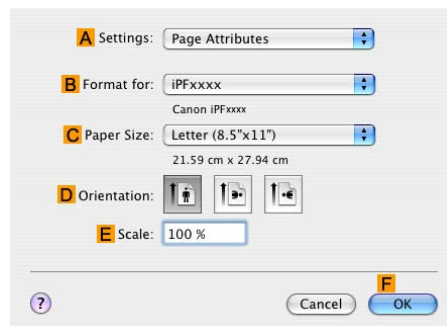 A Settings: Page Attributes
B Format for: iPFxxxx
Canon iPFxxxx
C Paper Size: Letter (8.5"x11")
21.59 cm x 27.94 cm
D Orientation:
E Scale: 100 %
F
? Cancel OK